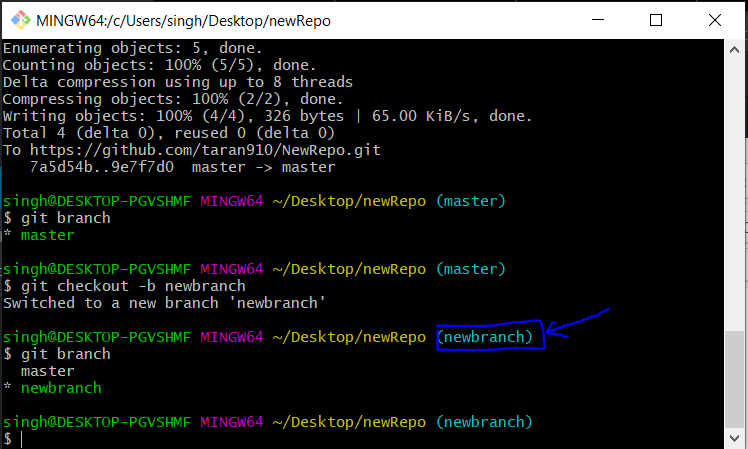 MINGW64:/c/Users/singh/Desktop/newRepo
Enumerating objects: 5, done.
Counting objects: 100% (5/5), done.
Delta compression using up to 8 threads
Compressing objects: 100% (2/2), done.
Writing objects: 100% (4/4), 326 bytes | 65.00 KiB/s, done.
Total 4 (delta 0), reused 0 (delta 0)
To https://github.com/taran910/NewRepo.git
   7a5d54b..9e7f7d0  master -> master
singh@DESKTOP-PGVSHMF MINGW64 ~/Desktop/newRepo (master)
$ git branch
* master
singh@DESKTOP-PGVSHMF MINGW64 ~/Desktop/newRepo (master)
$ git checkout -b newbranch
Switched to a new branch 'newbranch'
singh@DESKTOP-PGVSHMF MINGW64 ~/Desktop/newRepo (newbranch)
$ git branch
  master
* newbranch
singh@DESKTOP-PGVSHMF MINGW64 ~/Desktop/newRepo (newbranch)
$